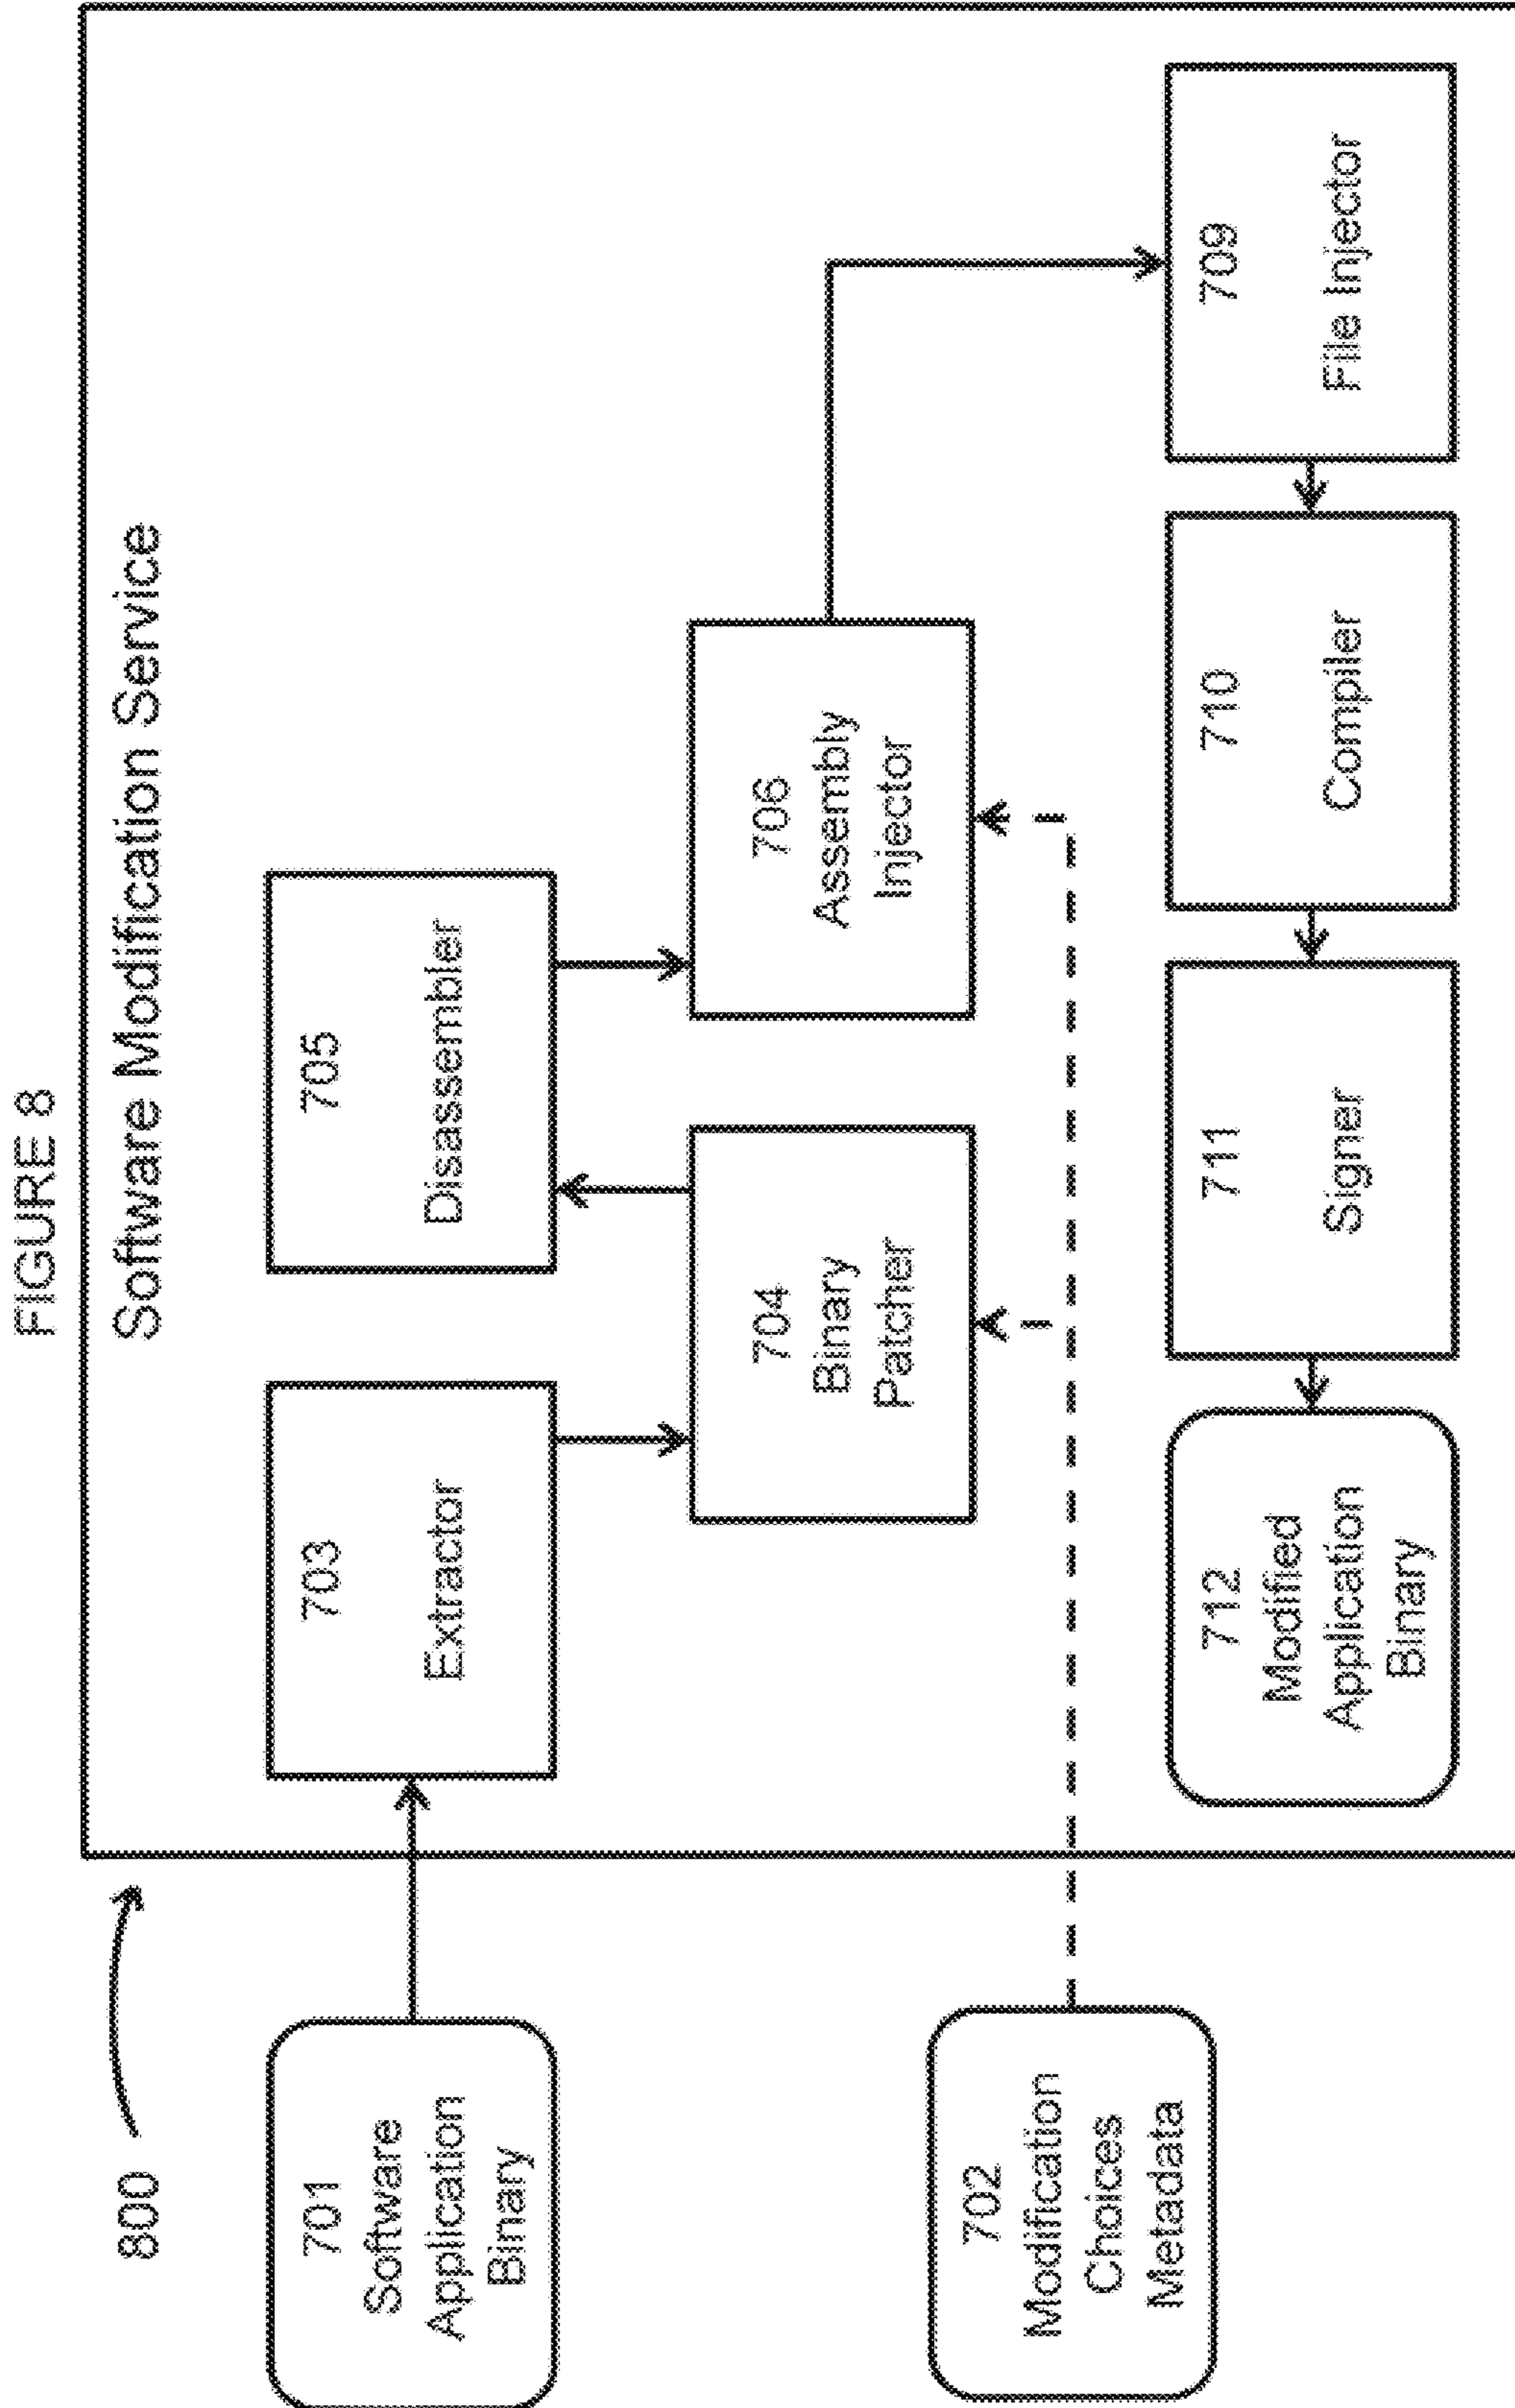 FIGURE 8
800
Software Modification Service
701
Software
Application
Binary
703
Extractor
705
Disassembler
704
Binary
Patcher
706
Assembly
Injector
702
Modification
Choices
Metadata
712
Modified
Application
Binary
711
Signer
710
Compiler
709
File Injector